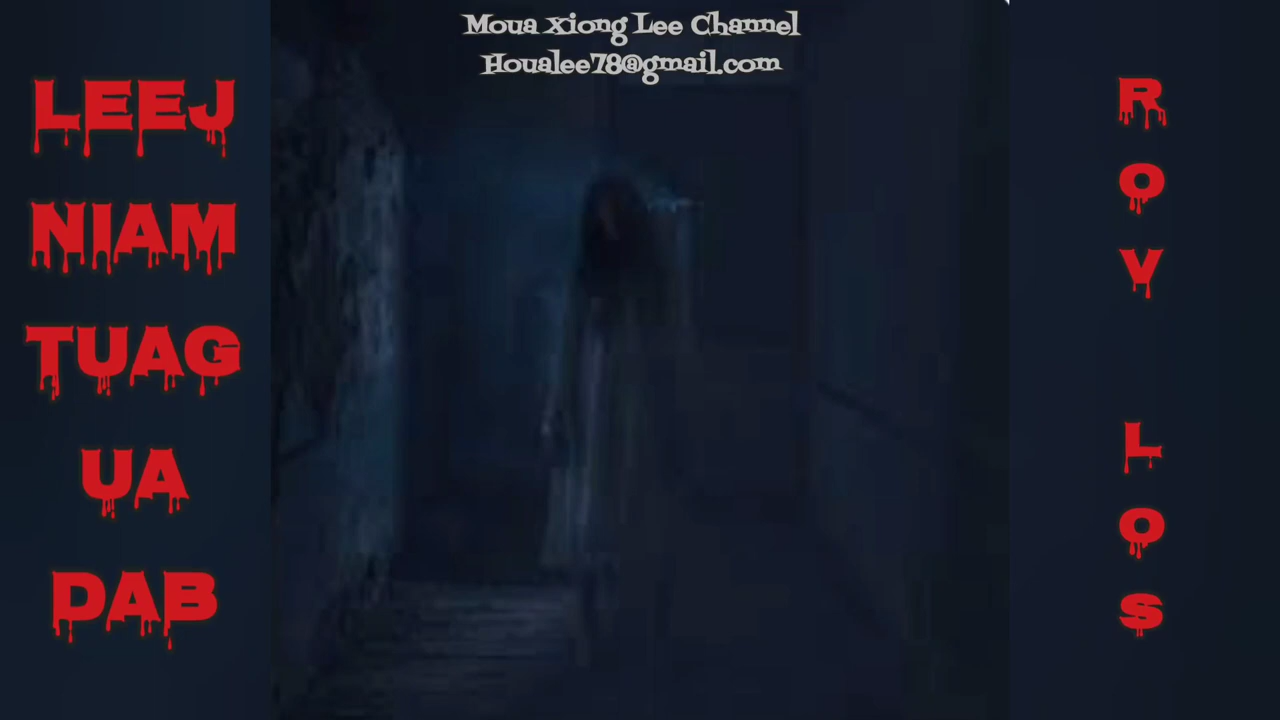 Moua Xiong Lee Channel
Houalee78@gmail.com
LEEJ
NIAM
TUAG
UA
DAB
R
O
V
L
O
S